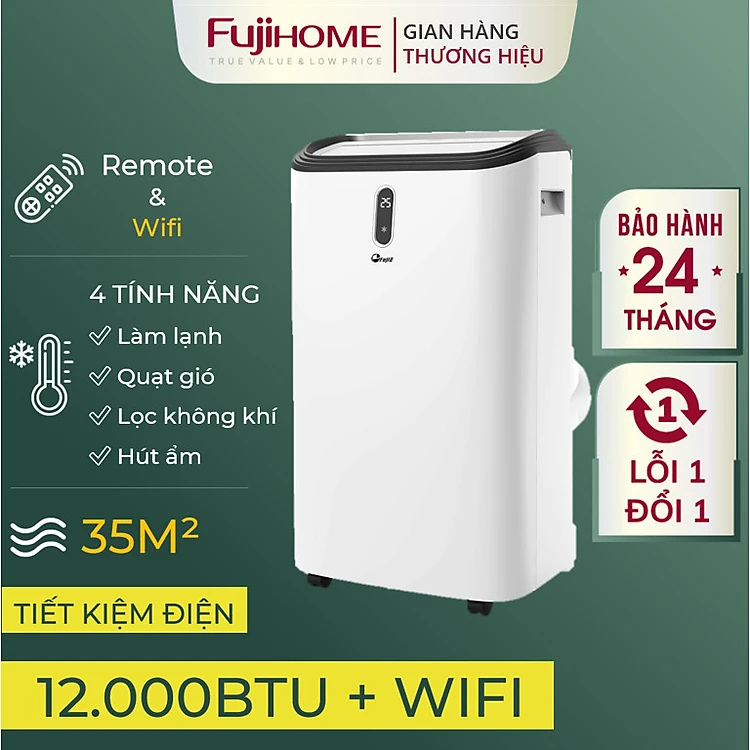 FUJIHOME
TRUE VALUE & LOW PRICE
GIAN HÀNG
THƯƠNG HIỆU
Remote
&
Wifi
4 TÍNH NĂNG
Làm lạnh
Quạt gió
Lọc không khí
Hút ẩm
35M²
25
FujiE
BẢO HÀNH
24
THÁNG
1
LỖI 1
ĐỔI 1
TIẾT KIỆM ĐIỆN
12.000BTU + WIFI